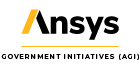 Ansys
GOVERNMENT INITIATIVES (AGI)